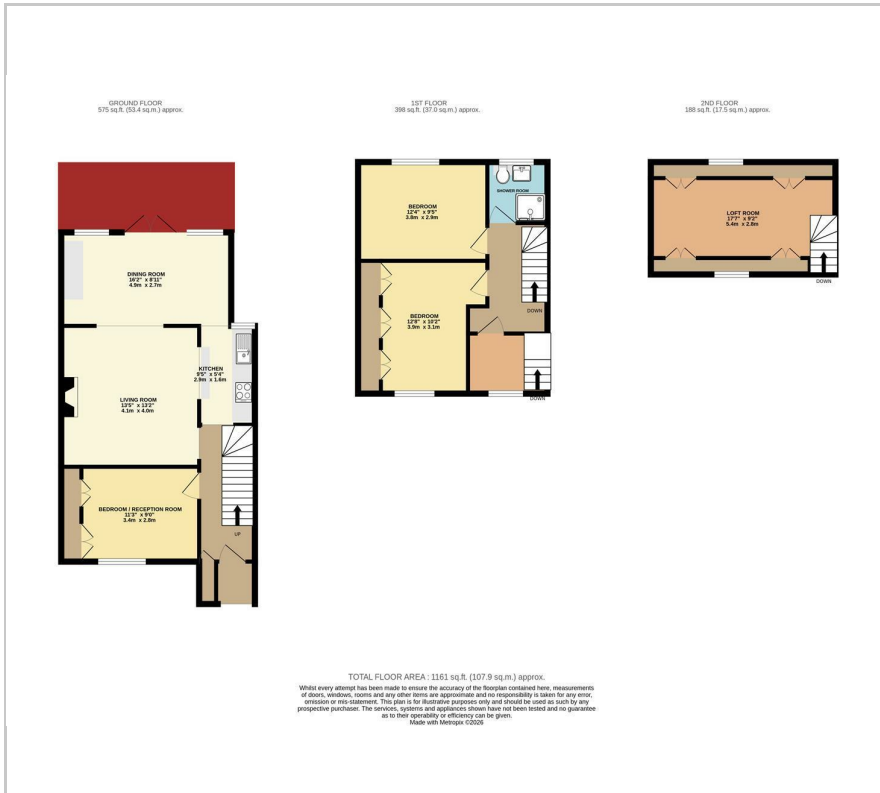 GROUND FLOOR
575 sq.ft. (53.4 sq.m.) approx.
1ST FLOOR
398 sq.ft. (37.0 sq.m.) approx.
2ND FLOOR
188 sq.ft. (17.5 sq.m.) approx.
DINING ROOM
16'2" x 8'11"
4.9m x 2.7m
KITCHEN
9'5" x 5'4"
2.9m x 1.6m
LIVING ROOM
13'5" x 13'2"
4.1m x 4.0m
BEDROOM / RECEPTION ROOM
11'3" x 9'0"
3.4m x 2.8m
UP
BEDROOM
12'4" x 9'5"
3.8m x 2.9m
SHOWER ROOM
BEDROOM
12'8" x 10'2"
3.9m x 3.1m
DOWN
DOWN
LOFT ROOM
17'7" x 9'2"
5.4m x 2.8m
DOWN
TOTAL FLOOR AREA : 1161 sq.ft. (107.9 sq.m.) approx.
Whilst every attempt has been made to ensure the accuracy of the floorplan contained here, measurements
of doors, windows, rooms and any other items are approximate and no responsibility is taken for any error,
omission or mis-statement. This plan is for illustrative purposes only and should be used as such by any
prospective purchaser. The services, systems and appliances shown have not been tested and no guarantee
as to their operability or efficiency can be given.
Made with Metropix ©2026